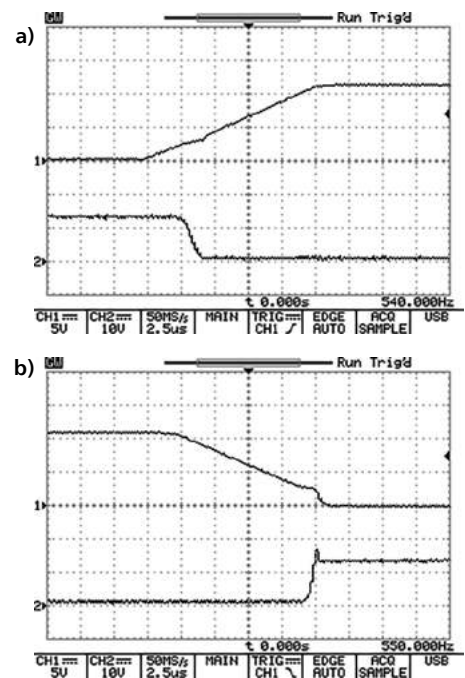 a)
GW Run Trig'd
1
2
t 0.000s 540.000Hz
CH1 CH2 50MS/s MAIN TRIG EDGE ACQ USB
5V 10V 2.5us CH1 AUTO SAMPLE
b)
GW Run Trig'd
1
2
t 0.000s 550.000Hz
CH1 CH2 50MS/s MAIN TRIG EDGE ACQ USB
5V 10V 2.5us CH1 AUTO SAMPLE